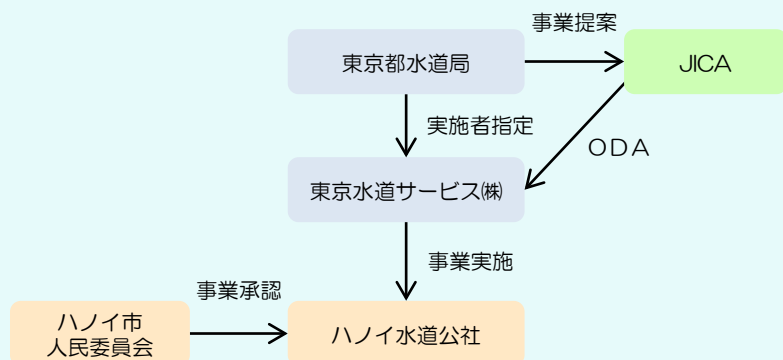 事業提案
東京都水道局
JICA
実施者指定
ODA
東京水道サービス㈱
事業実施
事業承認
ハノイ市
人民委員会
ハノイ水道公社